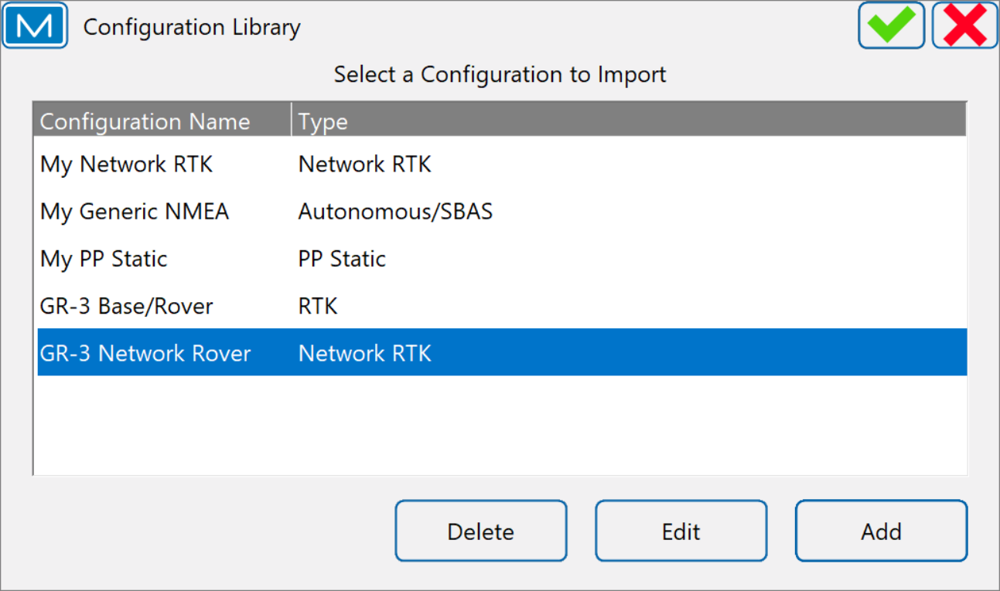 M Configuration Library
Select a Configuration to Import
Configuration Name Type
My Network RTK Network RTK
My Generic NMEA Autonomous/SBAS
My PP Static PP Static
GR-3 Base/Rover RTK
GR-3 Network Rover Network RTK
Delete Edit Add